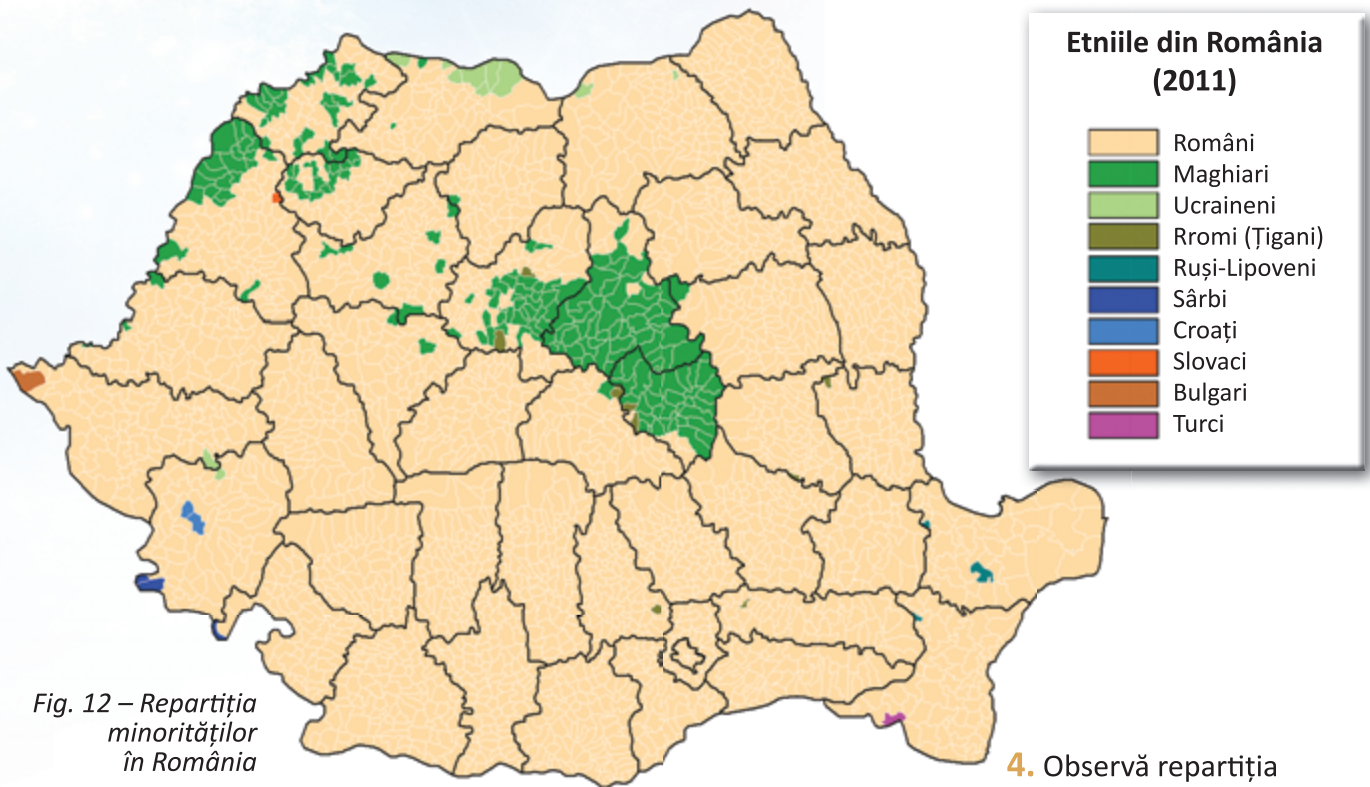 Etniile din România
(2011)
Români
Maghiari
Ucraineni
Rromi (Țigani)
Ruși-Lipoveni
Sârbi
Croați
Slovaci
Bulgari
Turci
Fig. 12 – Repartiția
minorităților
în România
4. Observă repartiția